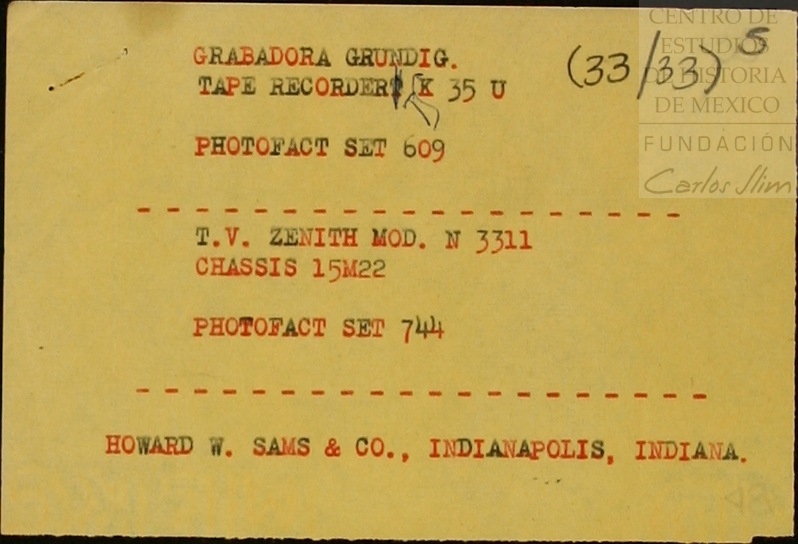 CENTRO DE
ESTUDIOS
DE HISTORIA
DE MEXICO
FUNDACIÓN
Carlos Slim
(33/33) S
GRABADORA GRUNDIG.
TAPE RECORDER K 35 U
PHOTOFACT SET 609
T.V. ZENITH MOD. N 3311
CHASSIS 15M22
PHOTOFACT SET 744
HOWARD W. SAMS & CO., INDIANAPOLIS, INDIANA.